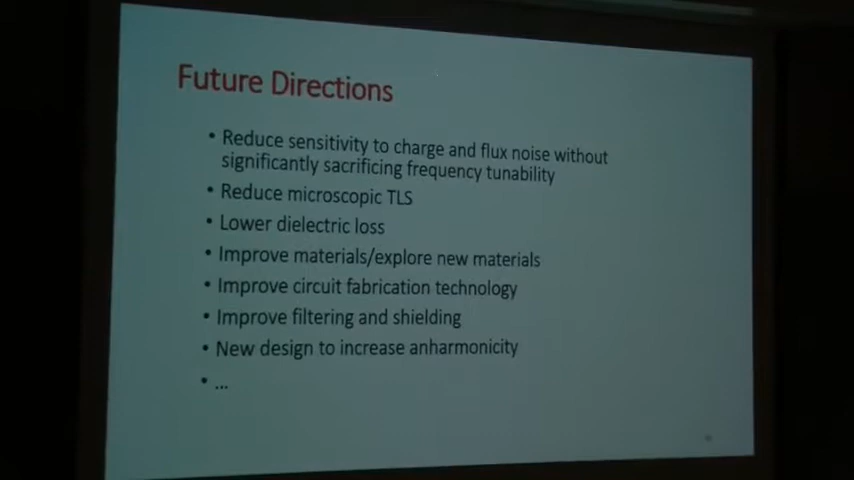 Future Directions
• Reduce sensitivity to charge and flux noise without
significantly sacrificing frequency tunability
• Reduce microscopic TLS
• Lower dielectric loss
• Improve materials/explore new materials
• Improve circuit fabrication technology
• Improve filtering and shielding
• New design to increase anharmonicity
• ...